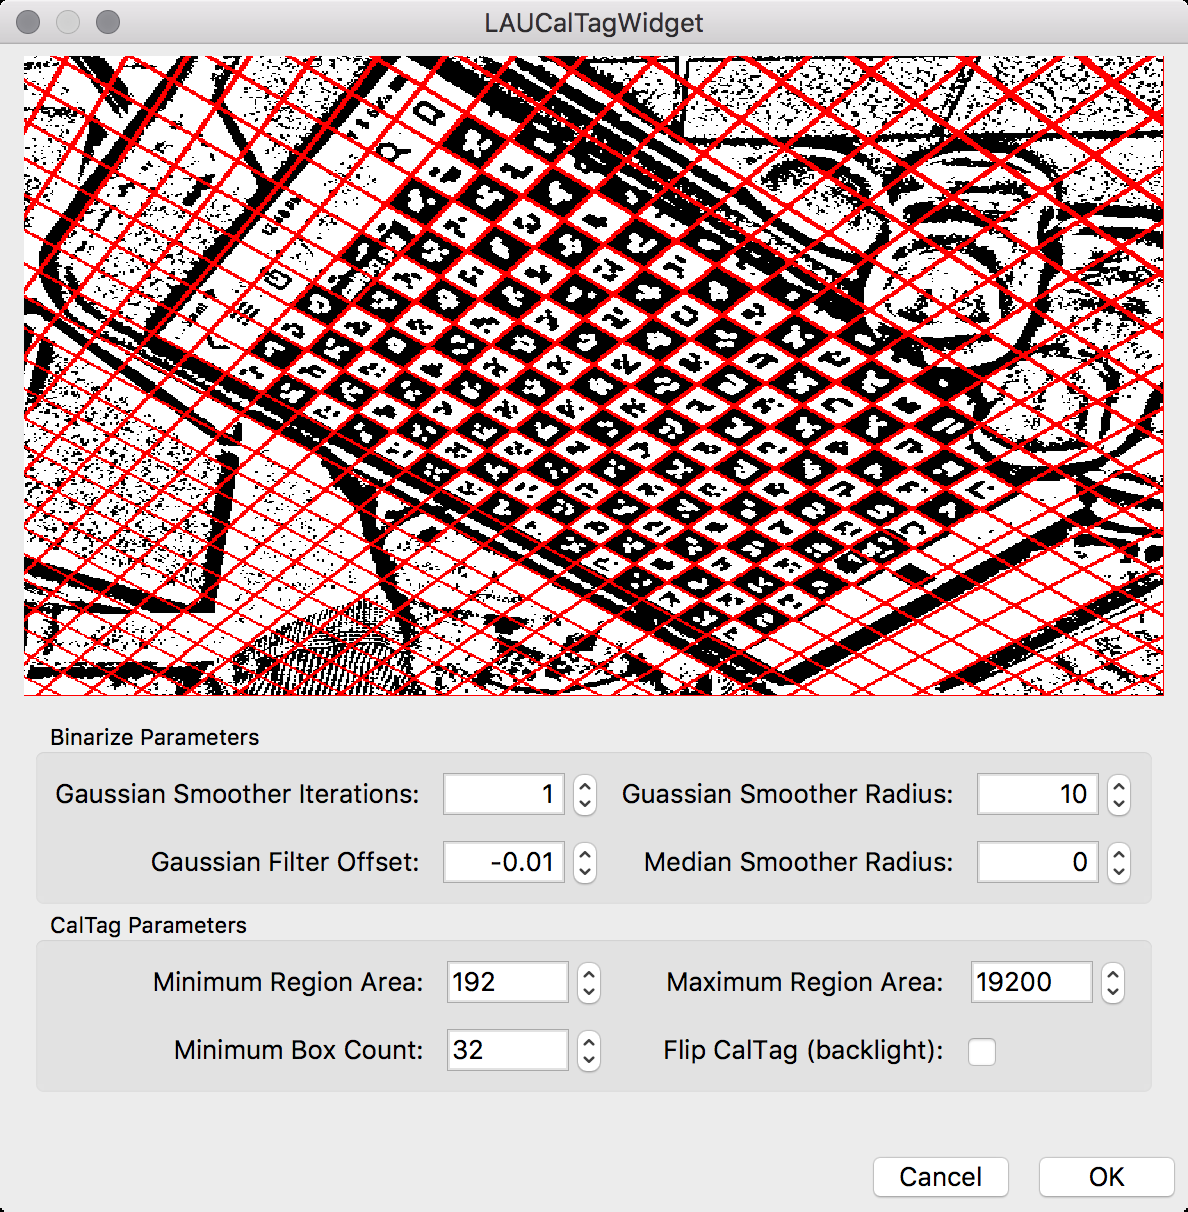 LAUCalTagWidget
Binarize Parameters
Gaussian Smoother Iterations: 1 Guassian Smoother Radius: 10
Gaussian Filter Offset: -0.01 Median Smoother Radius: 0
CalTag Parameters
Minimum Region Area: 192 Maximum Region Area: 19200
Minimum Box Count: 32 Flip CalTag (backlight):
Cancel OK